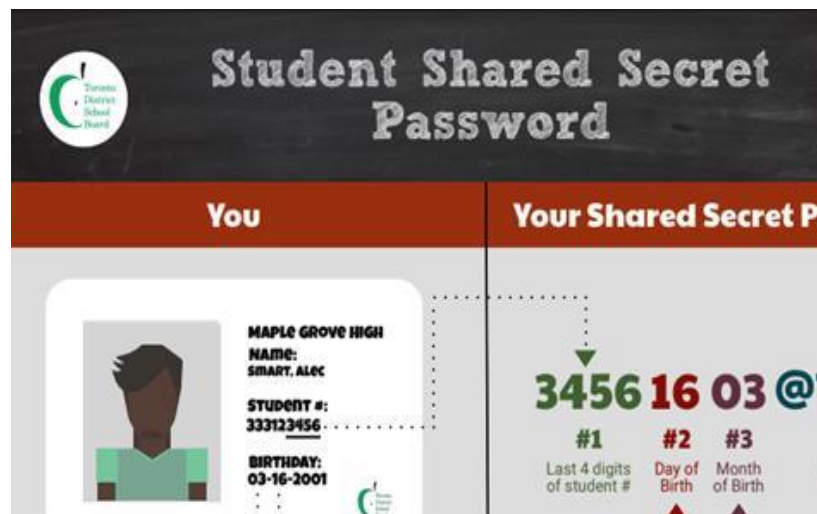 Toronto
District
School
Board
Student Shared Secret
Password
You
Your Shared Secret P
MAPLE GROVE HIGH
NAME:
SMART, ALEC
STUDENT #:
333123456
BIRTHDAY:
03-16-2001
3456 16 03 @
#1 #2 #3
Last 4 digits of student #
Day of Birth
Month of Birth